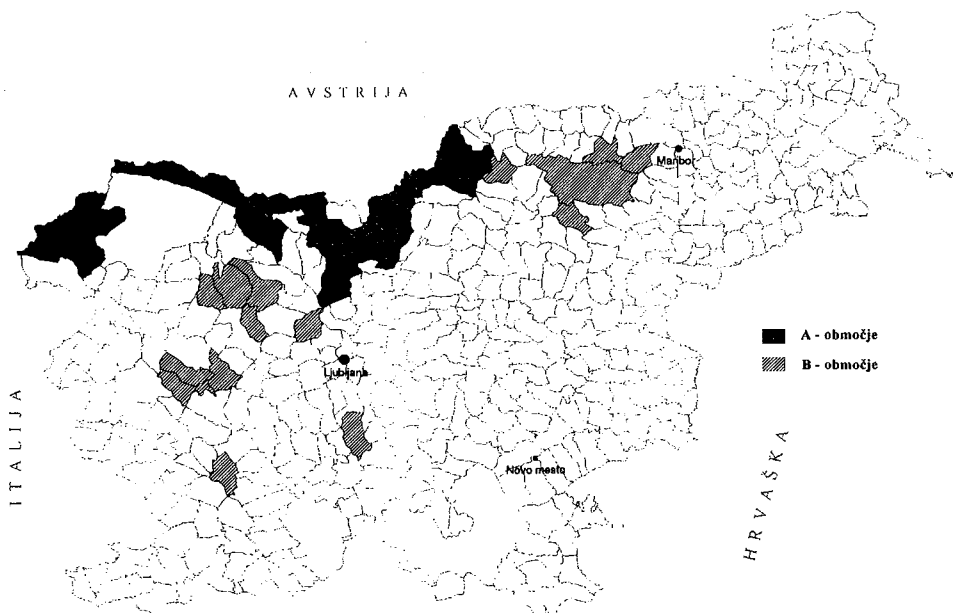 AVSTRIJA
Maribor
A - območje
B - območje
Ljubljana
ITALIJA
Novo mesto
HRVAŠKA